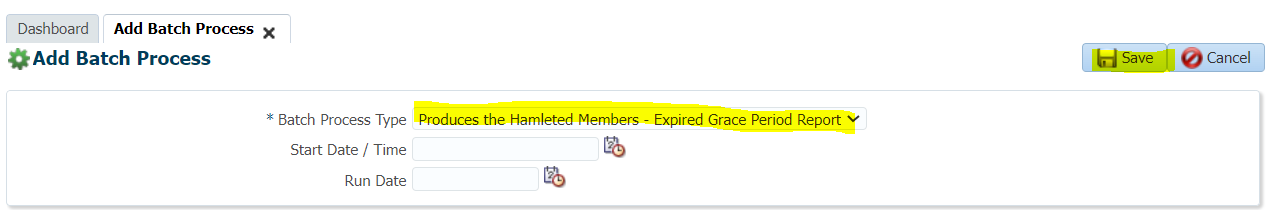 Dashboard Add Batch Process
Add Batch Process Save Cancel
* Batch Process Type Produces the Hamleted Members - Expired Grace Period Report
Start Date / Time
Run Date